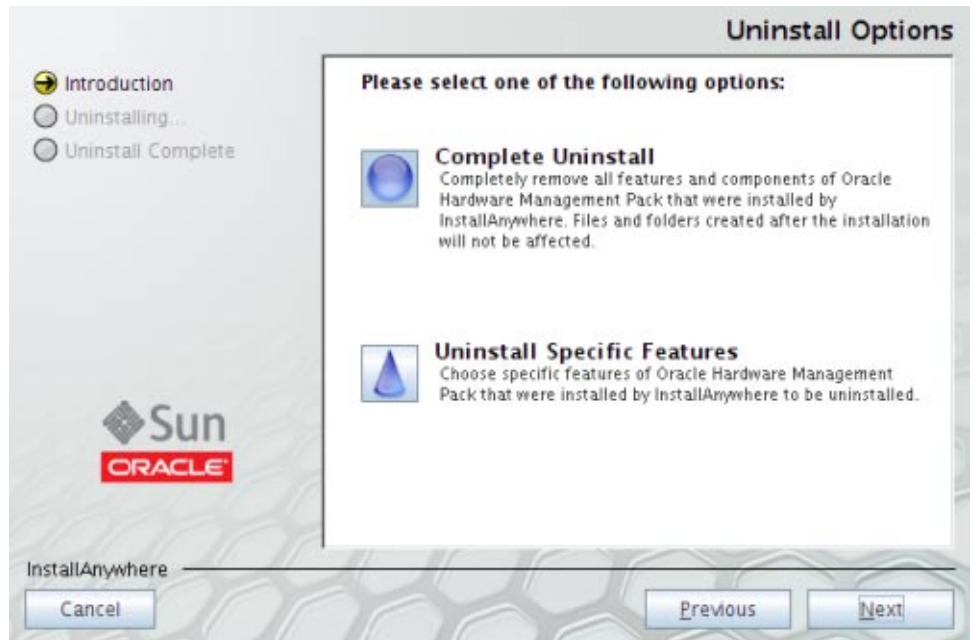 Uninstall Options
Introduction
Uninstalling...
Uninstall Complete
Please select one of the following options:
Complete Uninstall
Completely remove all features and components of Oracle
Hardware Management Pack that were installed by
InstallAnywhere. Files and folders created after the installation
will not be affected.
Uninstall Specific Features
Choose specific features of Oracle Hardware Management
Pack that were installed by InstallAnywhere to be uninstalled.
Sun
ORACLE
InstallAnywhere
Cancel
Previous
Next